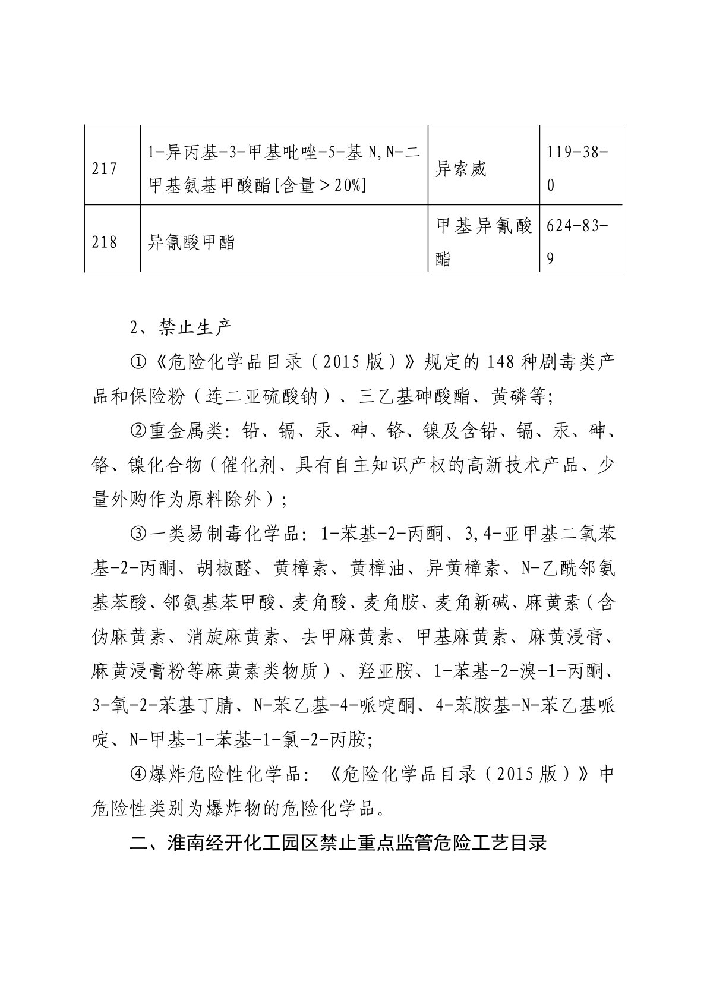 217
1-异丙基-3-甲基吡唑-5-基 N,N-二
甲基氨基甲酸酯[含量＞20%]
异索威
119-38-
0
218
异氰酸甲酯
甲基异氰酸
酯
624-83-
9
2、禁止生产
①《危险化学品目录（2015 版）》规定的 148 种剧毒类产
品和保险粉（连二亚硫酸钠）、三乙基砷酸酯、黄磷等；
②重金属类：铅、镉、汞、砷、铬、镍及含铅、镉、汞、砷、
铬、镍化合物（催化剂、具有自主知识产权的高新技术产品、少
量外购作为原料除外）；
③一类易制毒化学品：1-苯基-2-丙酮、3,4-亚甲基二氧苯
基-2-丙酮、胡椒醛、黄樟素、黄樟油、异黄樟素、N-乙酰邻氨
基苯酸、邻氨基苯甲酸、麦角酸、麦角胺、麦角新碱、麻黄素（含
伪麻黄素、消旋麻黄素、去甲麻黄素、甲基麻黄素、麻黄浸膏、
麻黄浸膏粉等麻黄素类物质）、羟亚胺、1-苯基-2-溴-1-丙酮、
3-氧-2-苯基丁腈、N-苯乙基-4-哌啶酮、4-苯胺基-N-苯乙基哌
啶、N-甲基-1-苯基-1-氯-2-丙胺；
④爆炸危险性化学品：《危险化学品目录（2015 版）》中
危险性类别为爆炸物的危险化学品。
二、淮南经开化工园区禁止重点监管危险工艺目录